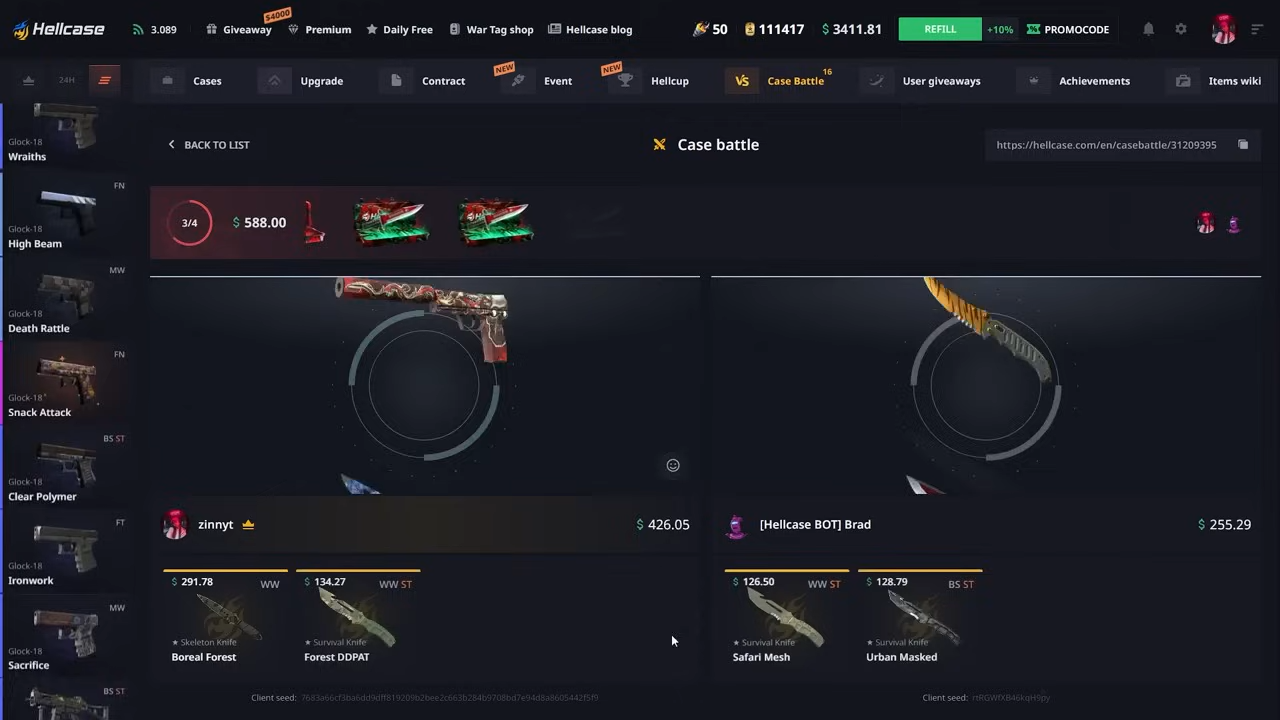 Hellcase
3.089
Giveaway
$4000
Premium
Daily Free
War Tag shop
Hellcase blog
50
111417
$ 3411.81
REFILL
+10%
PROMOCODE
24H
Cases
Upgrade
Contract
NEW
Event
NEW
Hellcup
VS
Case Battle
16
User giveaways
Achievements
Items wiki
Glock-18
Wraiths
FN
Glock-18
High Beam
MW
Glock-18
Death Rattle
FN
Glock-18
Snack Attack
BS ST
Glock-18
Clear Polymer
FT
Glock-18
Ironwork
MW
Glock-18
Sacrifice
BS ST
BACK TO LIST
Case battle
https://hellcase.com/en/casebattle/31209395
3/4
$ 588.00
zinnyt
$ 426.05
[Hellcase BOT] Brad
$ 255.29
$ 291.78
WW
★ Skeleton Knife
Boreal Forest
$ 134.27
WW ST
★ Survival Knife
Forest DDPAT
$ 126.50
WW ST
★ Survival Knife
Safari Mesh
$ 128.79
BS ST
★ Survival Knife
Urban Masked
Client seed:
Client seed: